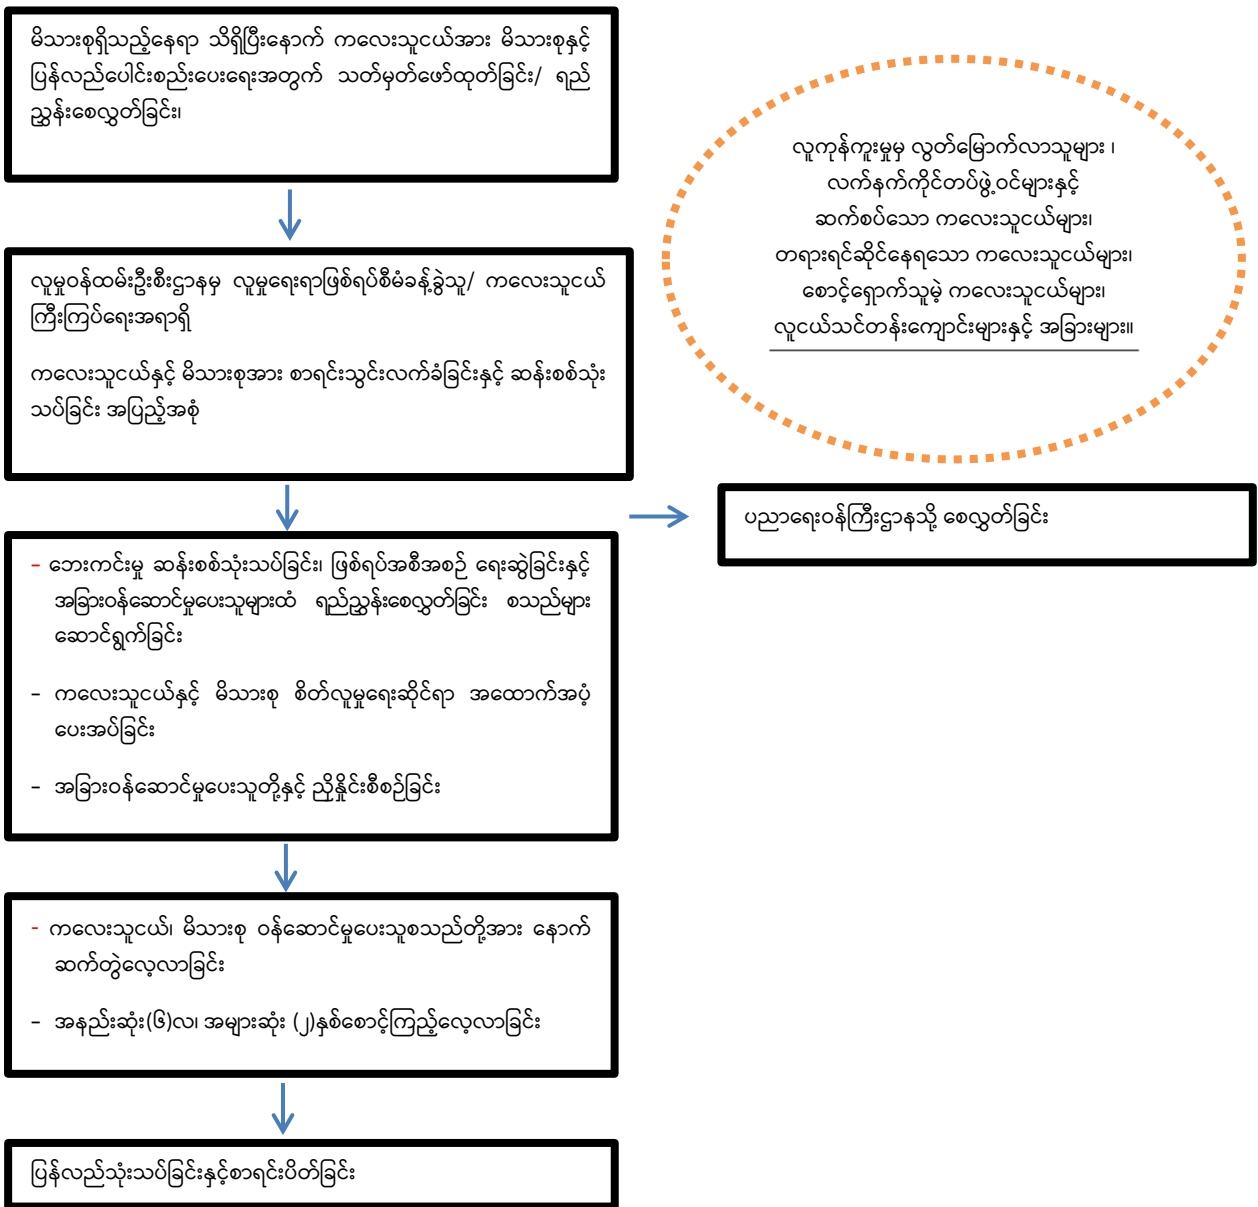 မိသားစုရှိသည့်နေရာ သိရှိပြီးနောက် ကလေးသူငယ်အား မိသားစုနှင့်
ပြန်လည်ပေါင်းစည်းပေးရေးအတွက် သတ်မှတ်ဖော်ထုတ်ခြင်း/ ရည်
ညွှန်းစေလွှတ်ခြင်း၊
လူကုန်ကူးမှုမှ လွတ်မြောက်လာသူများ ၊
လက်နက်ကိုင်တပ်ဖွဲ့ဝင်များနှင့်
ဆက်စပ်သော ကလေးသူငယ်များ၊
တရားရင်ဆိုင်နေရသော ကလေးသူငယ်များ၊
စောင့်ရှောက်သူမဲ့ ကလေးသူငယ်များ၊
လူငယ်သင်တန်းကျောင်းများနှင့် အခြားများ။
လူမှုဝန်ထမ်းဦးစီးဌာနမှ လူမှုရေးရာဖြစ်ရပ်စီမံခန့်ခွဲသူ/ ကလေးသူငယ်
ကြီးကြပ်ရေးအရာရှိ
ကလေးသူငယ်နှင့် မိသားစုအား စာရင်းသွင်းလက်ခံခြင်းနှင့် ဆန်းစစ်သုံး
သပ်ခြင်း အပြည့်အစုံ
ပညာရေးဝန်ကြီးဌာနသို့ စေလွှတ်ခြင်း
– ဘေးကင်းမှု ဆန်းစစ်သုံးသပ်ခြင်း၊ ဖြစ်ရပ်အစီအစဉ် ရေးဆွဲခြင်းနှင့်
အခြားဝန်ဆောင်မှုပေးသူများထံ ရည်ညွှန်းစေလွှတ်ခြင်း စသည်များ
ဆောင်ရွက်ခြင်း
– ကလေးသူငယ်နှင့် မိသားစု စိတ်လူမှုရေးဆိုင်ရာ အထောက်အပံ့
ပေးအပ်ခြင်း
– အခြားဝန်ဆောင်မှုပေးသူတို့နှင့် ညှိနှိုင်းစီစဉ်ခြင်း
- ကလေးသူငယ်၊ မိသားစု ဝန်ဆောင်မှုပေးသူစသည်တို့အား နောက်
ဆက်တွဲလေ့လာခြင်း
– အနည်းဆုံး(၆)လ၊ အများဆုံး (၂)နှစ်စောင့်ကြည့်လေ့လာခြင်း
ပြန်လည်သုံးသပ်ခြင်းနှင့်စာရင်းပိတ်ခြင်း